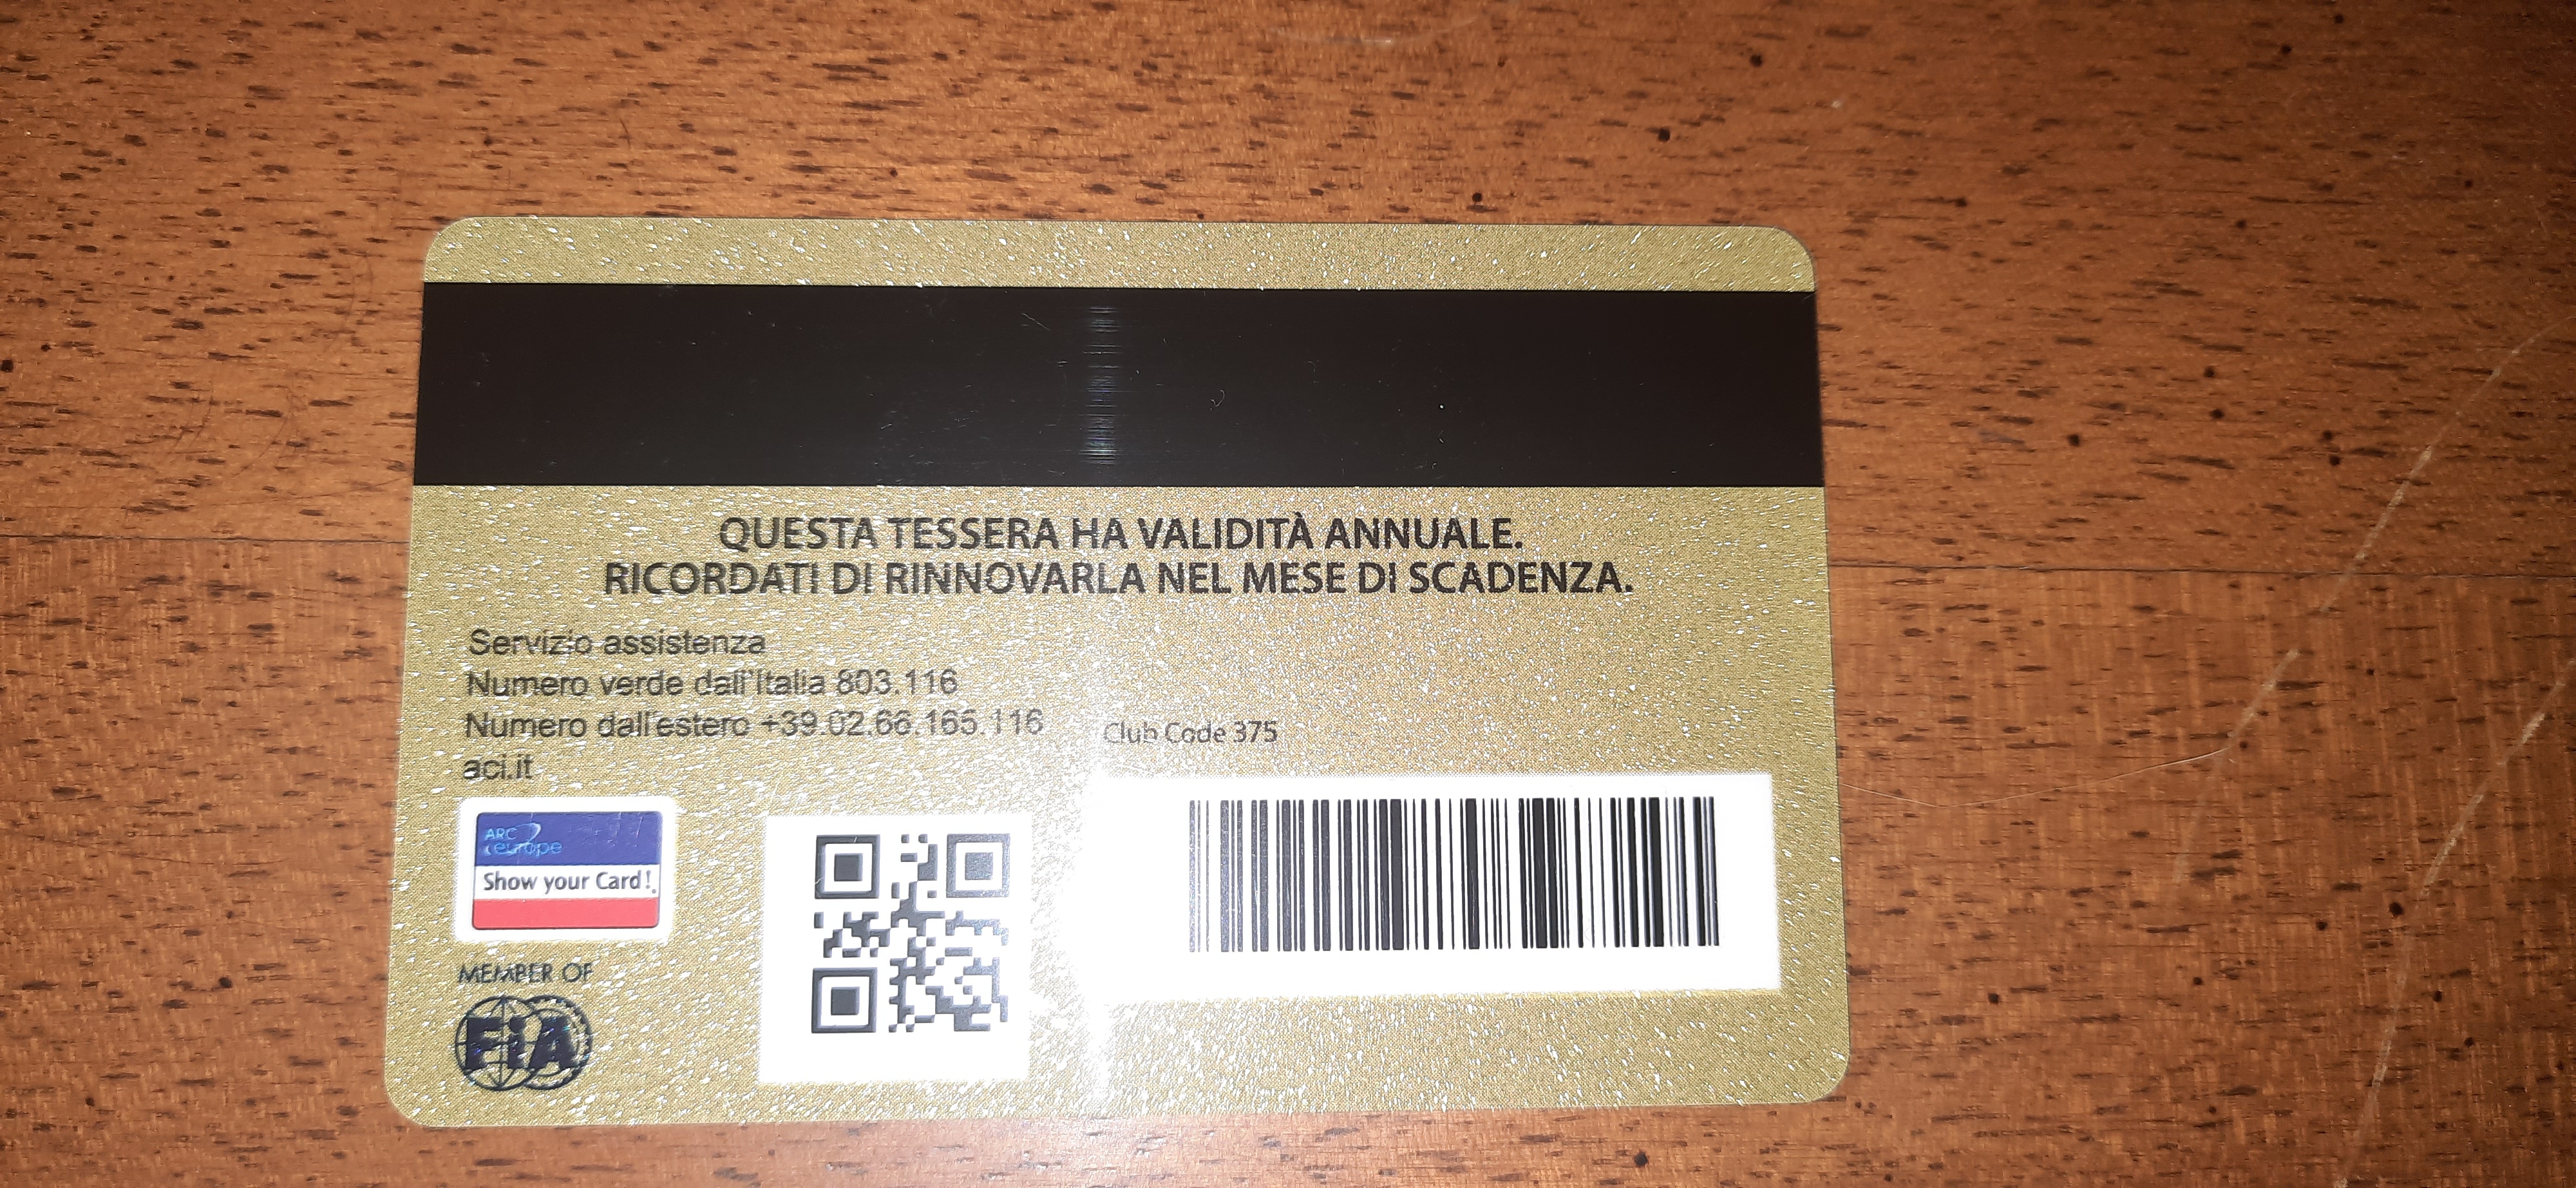 QUESTA TESSERA HA VALIDITÀ ANNUALE.
RICORDATI DI RINNOVARLA NEL MESE DI SCADENZA.
Servizio assistenza
Numero verde dall'Italia 803.116
Numero dall'estero +39.02.66.165.116
aci.it
Club Code 375
ARC
europe
Show your Card!
MEMBER OF
FIA